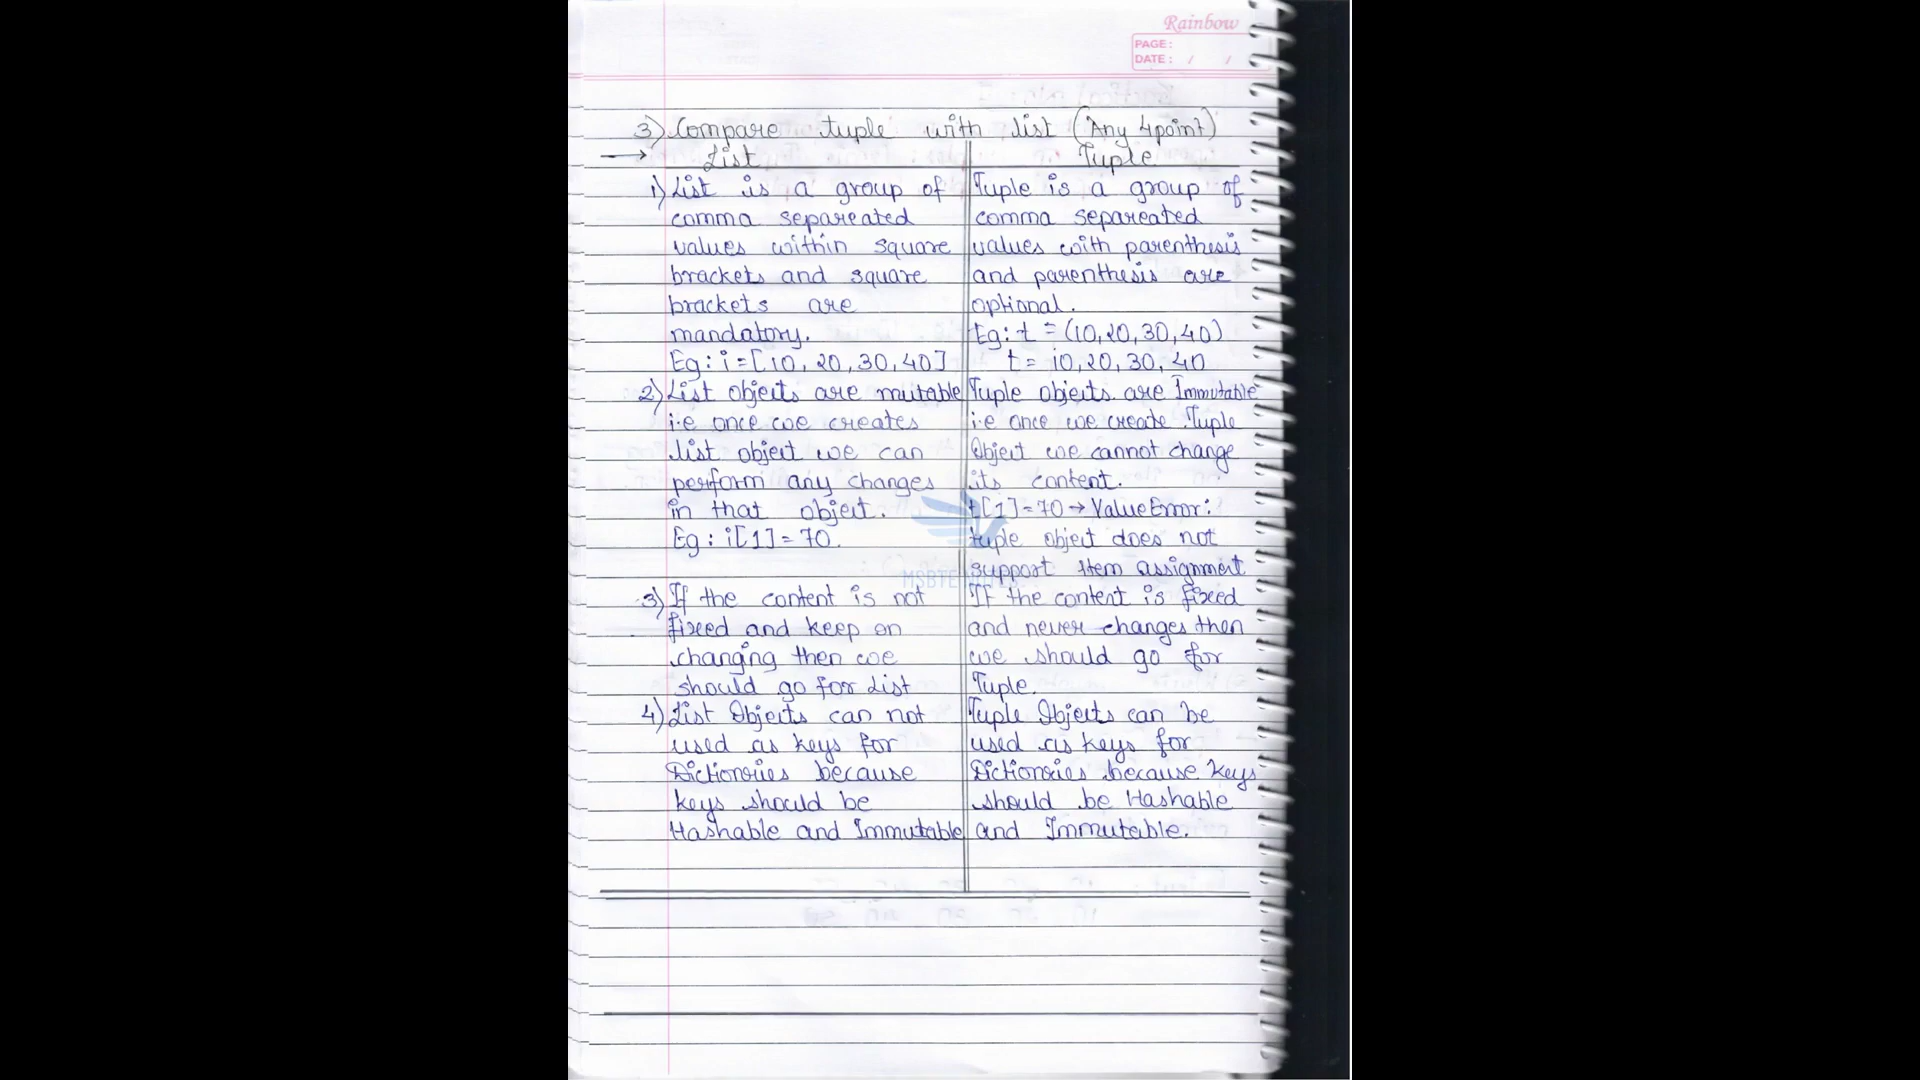 Rainbow
PAGE:
DATE: / /
3) Compare tuple with list (Any 4 point)
→ List
1) List is a group of
comma separeated
values within square
brackets and square
brackets are
mandatory.
Eg: i = [10, 20, 30, 40]
2) List objects are mutable
i.e once we creates
list object we can
perform any changes
in that object.
Eg: i[1] = 70.
3) If the content is not
fixed and keep on
changing then we
should go for List
4) List Objects can not
used as keys for
Dictionaries because
keys should be
Hashable and Immutable
Tuple
Tuple is a group of
comma separeated
values with parenthesis
and parenthesis are
optional.
Eg: t = (10, 20, 30, 40)
t = 10, 20, 30, 40
Tuple objects are Immutable
i.e once we create Tuple
Object we cannot change
its content.
t[1] = 70 → ValueError:
tuple object does not
support item assignment
If the content is fixed
and never changes then
we should go for
Tuple.
Tuple Objects can be
used as keys for
Dictionries because keys
should be Hashable
and Immutable.